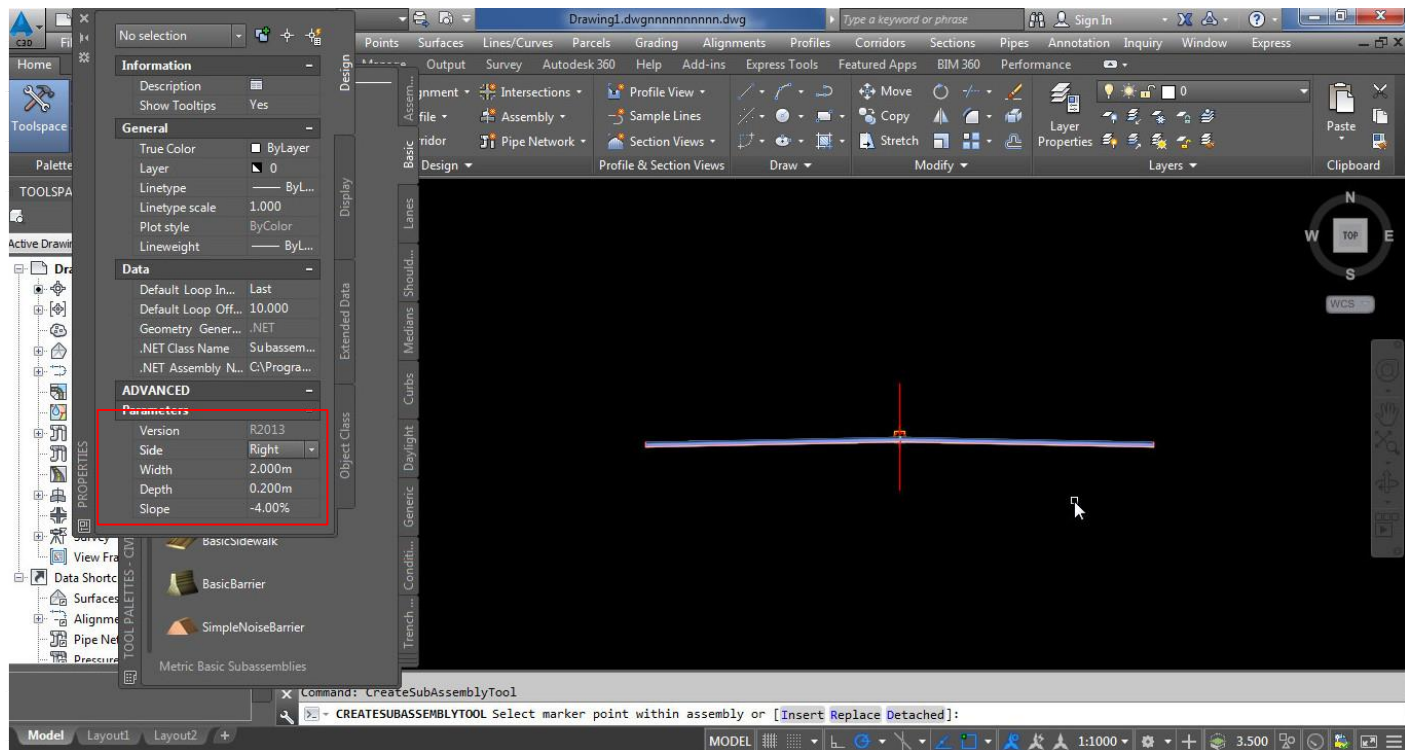 Drawing1.dwgnnnnnnnnnn.dwg
Type a keyword or phrase
Sign In
C3D
Points Surfaces Lines/Curves Parcels Grading Alignments Profiles Corridors Sections Pipes Annotation Inquiry Window Express
Home
Output Survey Autodesk 360 Help Add-ins Express Tools Featured Apps BIM 360 Performance
Toolspace
Palette
Intersections
Assembly
Pipe Network
Design
Profile View
Sample Lines
Section Views
Profile & Section Views
Draw
Move
Copy
Stretch
Modify
Layer
Properties
0
Layers
Paste
Clipboard
TOOLSPA
Active Drawi
View Fra
Data Shortc
Surfaces
Alignme
Pipe Net
Pressure
No selection
Information
Description
Show Tooltips Yes
General
True Color ByLayer
Layer 0
Linetype ByL...
Linetype scale 1.000
Plot style ByColor
Lineweight ByL...
Data
Default Loop In... Last
Default Loop Off... 10.000
Geometry Gener... .NET
.NET Class Name Subassem...
.NET Assembly N... C:\Progra...
ADVANCED
Parameters
Version R2013
Side Right
Width 2.000m
Depth 0.200m
Slope -4.00%
PROPERTIES
Design
Display
Extended Data
Object Class
Assem...
Basic
Lanes
Should...
Medians
Curbs
Daylight
Generic
Conditi...
Trench ...
BasicSidewalk
BasicBarrier
SimpleNoiseBarrier
Metric Basic Subassemblies
TOOL PALETTES - CIVI
N
W TOP E
S
WCS
Command: CreateSubAssemblyTool
CREATESUBASSEMBLYTOOL Select marker point within assembly or [Insert Replace Detached]:
Model Layout1 Layout2 +
MODEL 1:1000 3.500